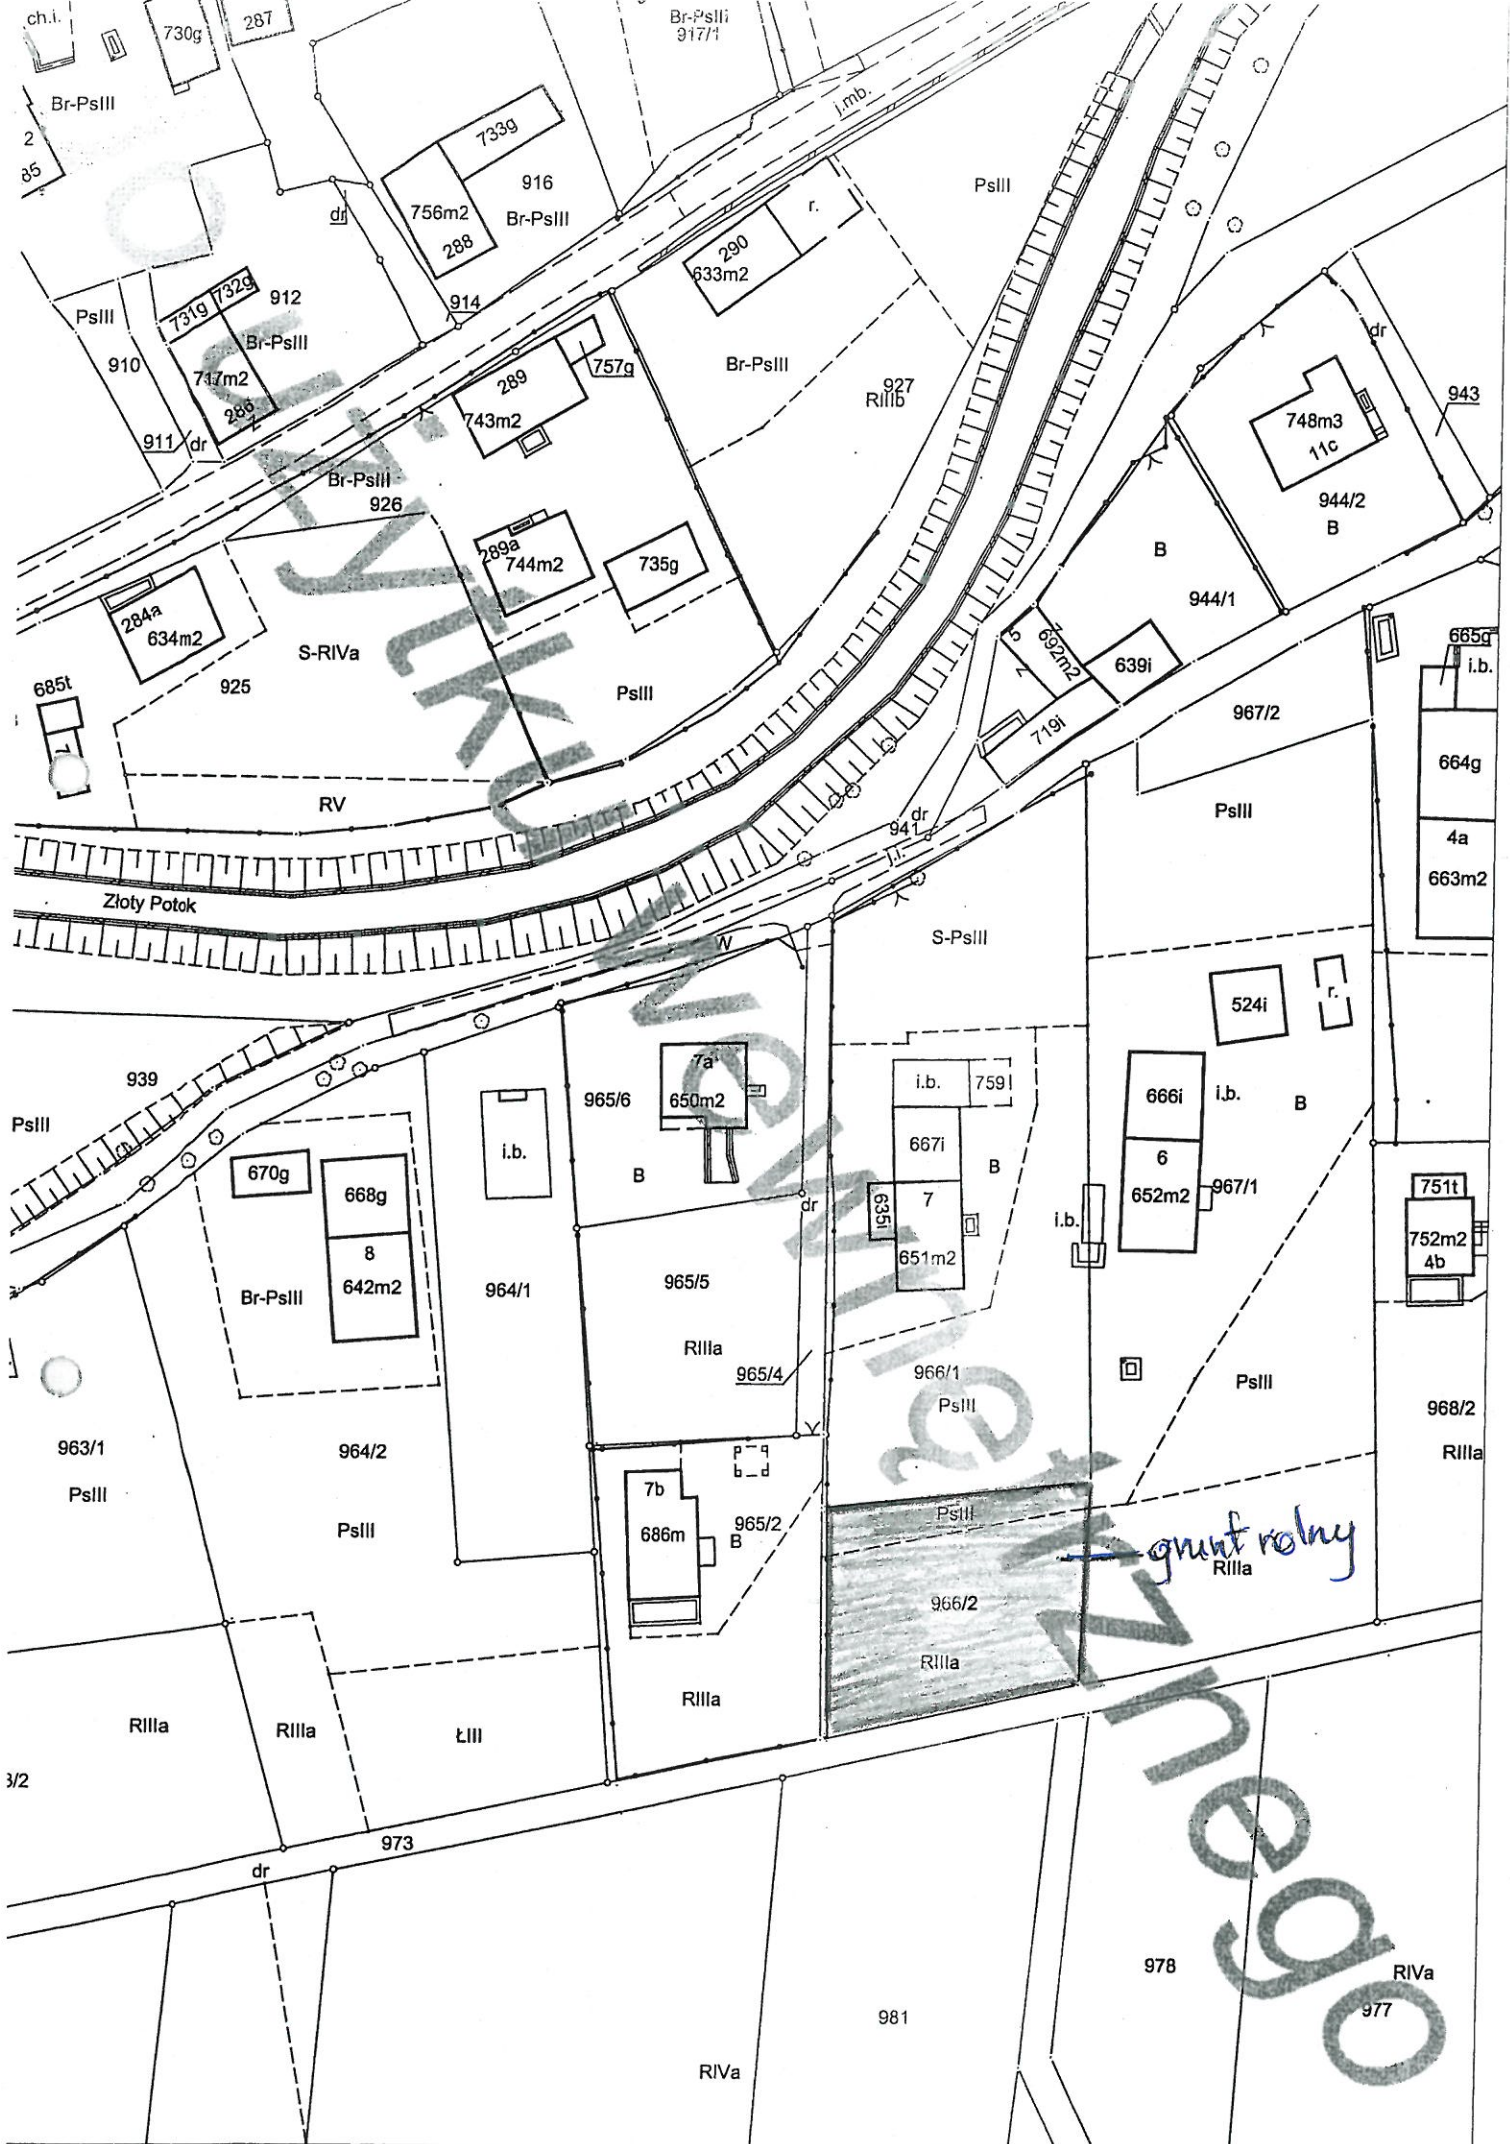 ch.i.
730g
287
Br-PsIII
917/1
Br-PsIII
2
85
733g
j.mb.
916
Br-PsIII
756m2
288
dr
PsIII
r.
290
633m2
732g
731g
912
914
PsIII
Br-PsIII
910
717m2
286
911
dr
757g
289
743m2
Br-PsIII
927
RIIIb
dr
943
748m3
11c
944/2
B
Br-PsIII
926
289a
744m2
735g
B
944/1
284a
634m2
S-RIVa
925
685t
PsIII
5
7
692m2
639i
719i
665g
i.b.
967/2
664g
RV
PsIII
dr
941
j.i.
4a
663m2
Złoty Potok
W
S-PsIII
524i
r.
939
7a
650m2
965/6
i.b.
759
666i
i.b.
B
PsIII
i.b.
667i
B
B
670g
668g
6
652m2
967/1
751t
635i
7
dr
i.b.
752m2
4b
8
642m2
651m2
Br-PsIII
964/1
965/5
RIIIa
965/4
966/1
PsIII
PsIII
968/2
RIIIa
963/1
964/2
PsIII
7b
PsIII
686m
965/2
B
PsIII
grunt rolny
RIIIa
966/2
RIIIa
RIIIa
RIIIa
RIIIa
ŁIII
3/2
973
dr
978
RIVa
977
981
RIVa
Do użytku wewnętrznego